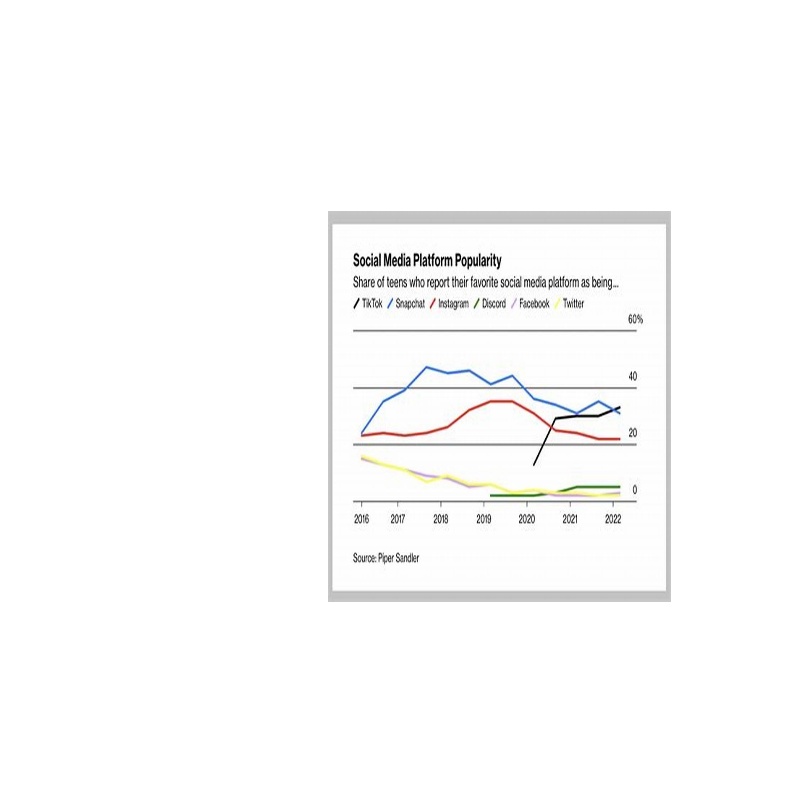 Social Media Platform Popularity
Share of teens who report their favorite social media platform as being...
TikTok Snapchat Instagram Discord Facebook Twitter
60%
40
20
0
2016 2017 2018 2019 2020 2021 2022
Source: Piper Sandler